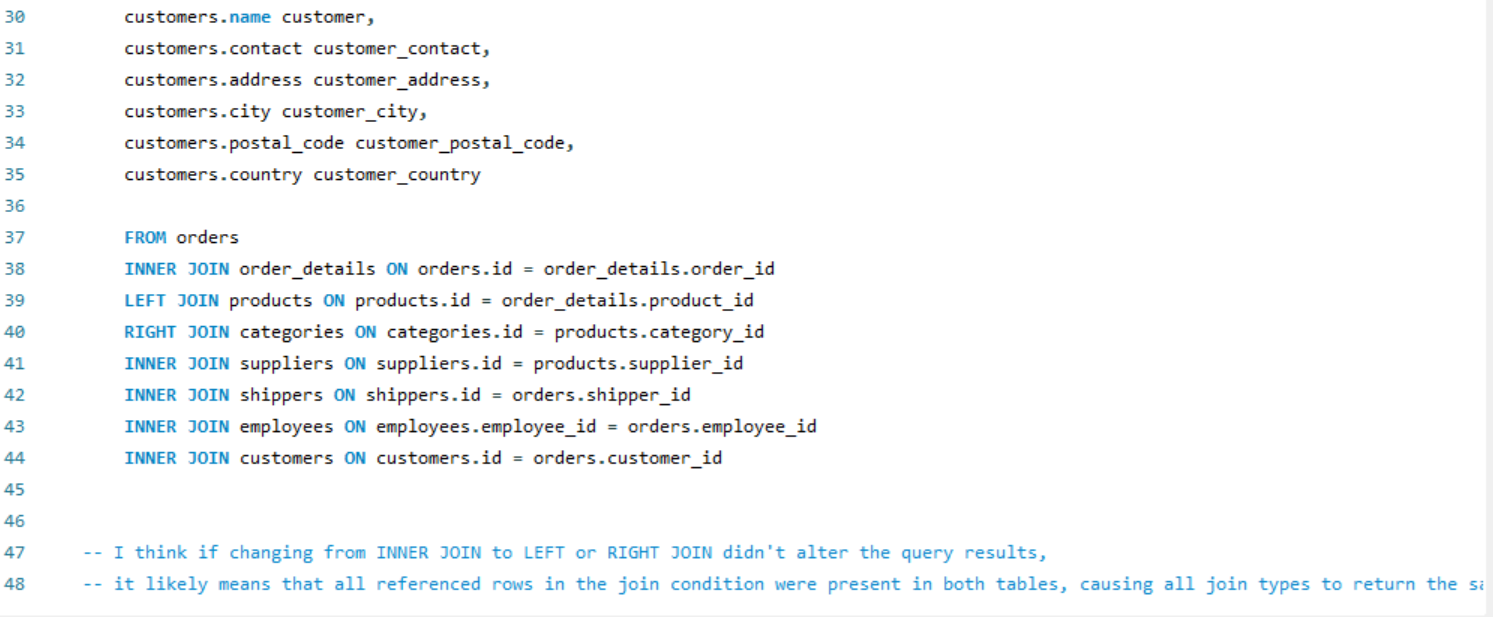 30 customers.name customer,
31 customers.contact customer_contact,
32 customers.address customer_address,
33 customers.city customer_city,
34 customers.postal_code customer_postal_code,
35 customers.country customer_country
36
37 FROM orders
38 INNER JOIN order_details ON orders.id = order_details.order_id
39 LEFT JOIN products ON products.id = order_details.product_id
40 RIGHT JOIN categories ON categories.id = products.category_id
41 INNER JOIN suppliers ON suppliers.id = products.supplier_id
42 INNER JOIN shippers ON shippers.id = orders.shipper_id
43 INNER JOIN employees ON employees.employee_id = orders.employee_id
44 INNER JOIN customers ON customers.id = orders.customer_id
45
46
47 -- I think if changing from INNER JOIN to LEFT or RIGHT JOIN didn't alter the query results,
48 -- it likely means that all referenced rows in the join condition were present in both tables, causing all join types to return the